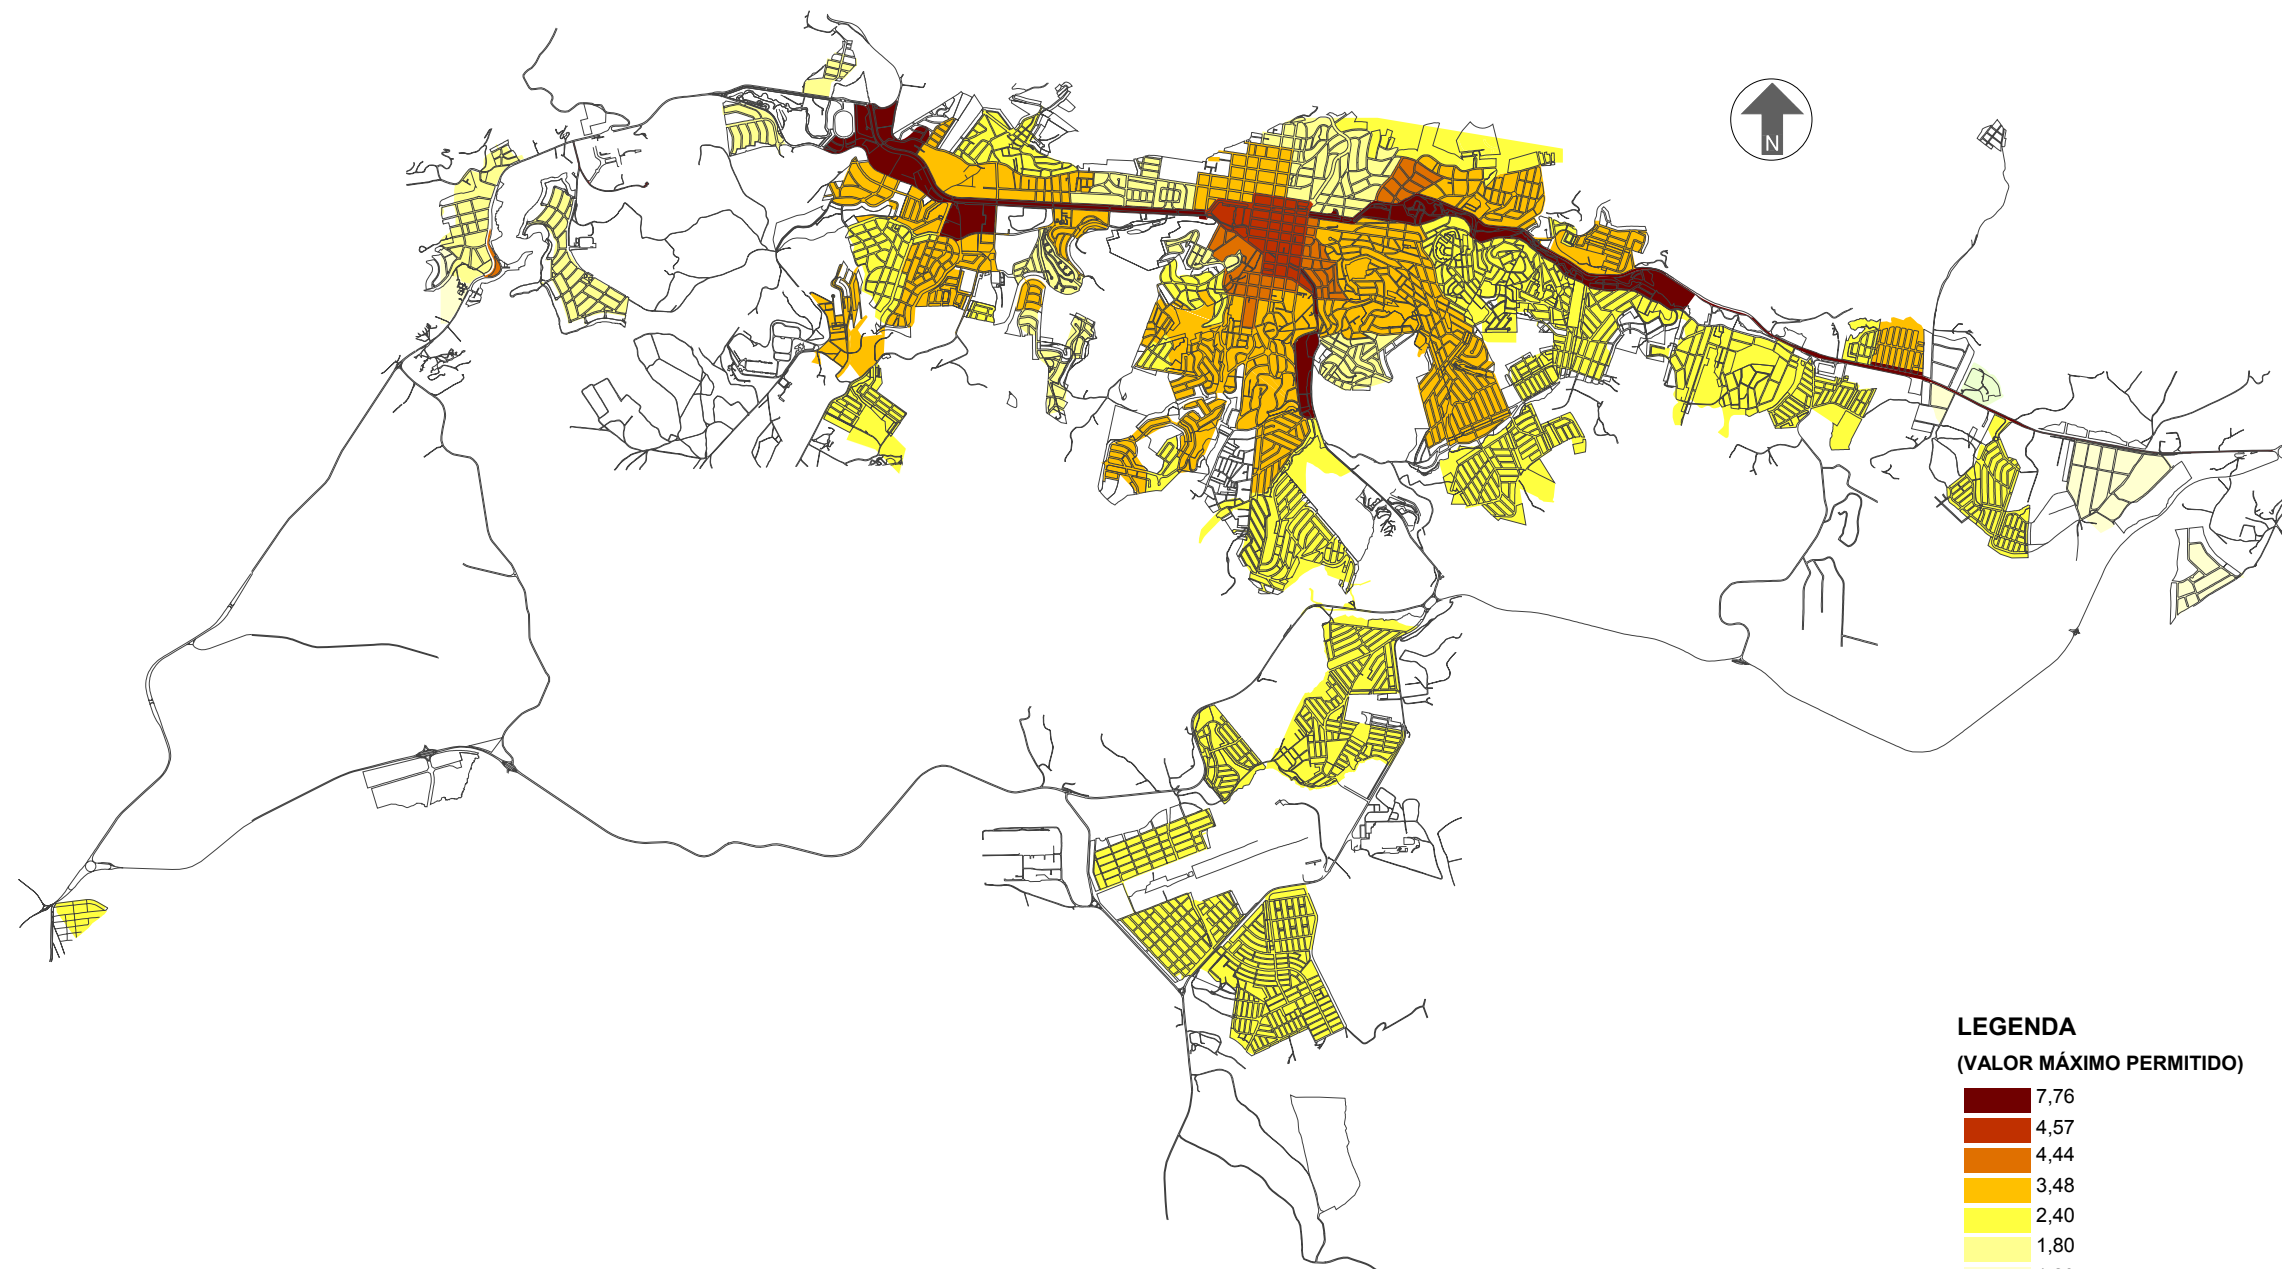 N
LEGENDA
(VALOR MÁXIMO PERMITIDO)
7,76
4,57
4,44
3,48
2,40
1,80